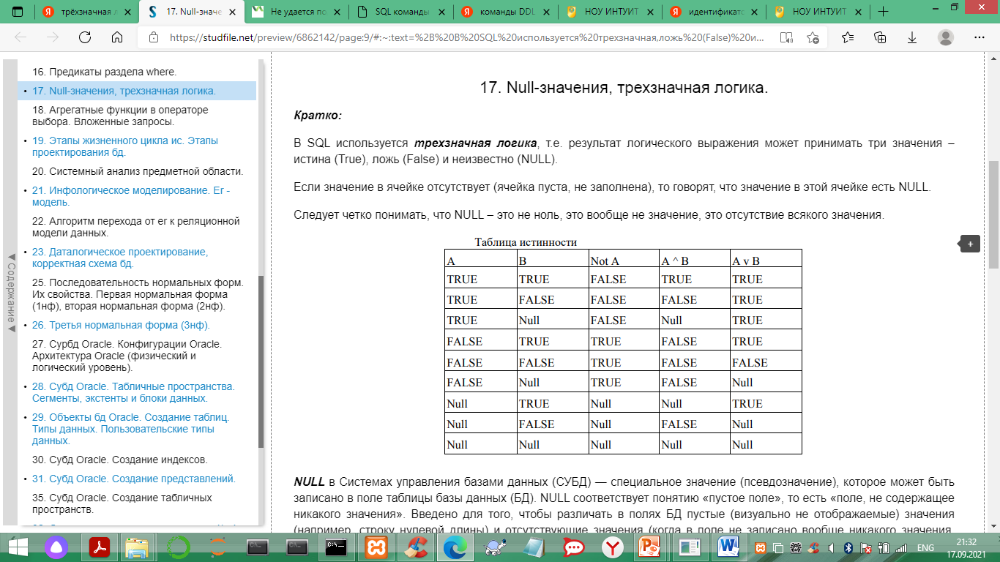 трёхзначная л
17. Null-значе
Не удается по
SQL команды
команды DDL
НОУ ИНТУИТ
идентификато
НОУ ИНТУИТ
https://studfile.net/preview/6862142/page:9/#:~:text=%2B%20В%20SQL%20используется%20трехзначная,ложь%20(False)%20и...
16. Предикаты раздела where.
17. Null-значения, трехзначная логика.
18. Агрегатные функции в операторе
выбора. Вложенные запросы.
19. Этапы жизненного цикла ис. Этапы
проектирования бд.
20. Системный анализ предметной области.
21. Инфологическое моделирование. Er -
модель.
22. Алгоритм перехода от er к реляционной
модели данных.
23. Даталогическое проектирование,
корректная схема бд.
25. Последовательность нормальных форм.
Их свойства. Первая нормальная форма
(1нф), вторая нормальная форма (2нф).
26. Третья нормальная форма (3нф).
27. Сурбд Oracle. Конфигурации Oracle.
Архитектура Oracle (физический и
логический уровень).
28. Субд Oracle. Табличные пространства.
Сегменты, экстенты и блоки данных.
29. Объекты бд Oracle. Создание таблиц.
Типы данных. Пользовательские типы
данных.
30. Субд Oracle. Создание индексов.
31. Субд Oracle. Создание представлений.
35. Субд Oracle. Создание табличных
пространств.
Содержание
17. Null-значения, трехзначная логика.
Кратко:
В SQL используется трехзначная логика, т.е. результат логического выражения может принимать три значения –
истина (True), ложь (False) и неизвестно (NULL).
Если значение в ячейке отсутствует (ячейка пуста, не заполнена), то говорят, что значение в этой ячейке есть NULL.
Следует четко понимать, что NULL – это не ноль, это вообще не значение, это отсутствие всякого значения.
Таблица истинности
A B Not A A ^ B A v B
TRUE TRUE FALSE TRUE TRUE
TRUE FALSE FALSE FALSE TRUE
TRUE Null FALSE Null TRUE
FALSE TRUE TRUE FALSE TRUE
FALSE FALSE TRUE FALSE FALSE
FALSE Null TRUE FALSE Null
Null TRUE Null Null TRUE
Null FALSE Null FALSE Null
Null Null Null Null Null
NULL в Системах управления базами данных (СУБД) — специальное значение (псевдозначение), которое может быть
записано в поле таблицы базы данных (БД). NULL соответствует понятию «пустое поле», то есть «поле, не содержащее
никакого значения». Введено для того, чтобы различать в полях БД пустые (визуально не отображаемые) значения
(например, строку нулевой длины) и отсутствующие значения (когда в поле не записано вообще никакого значения,
ENG
21:32
17.09.2021